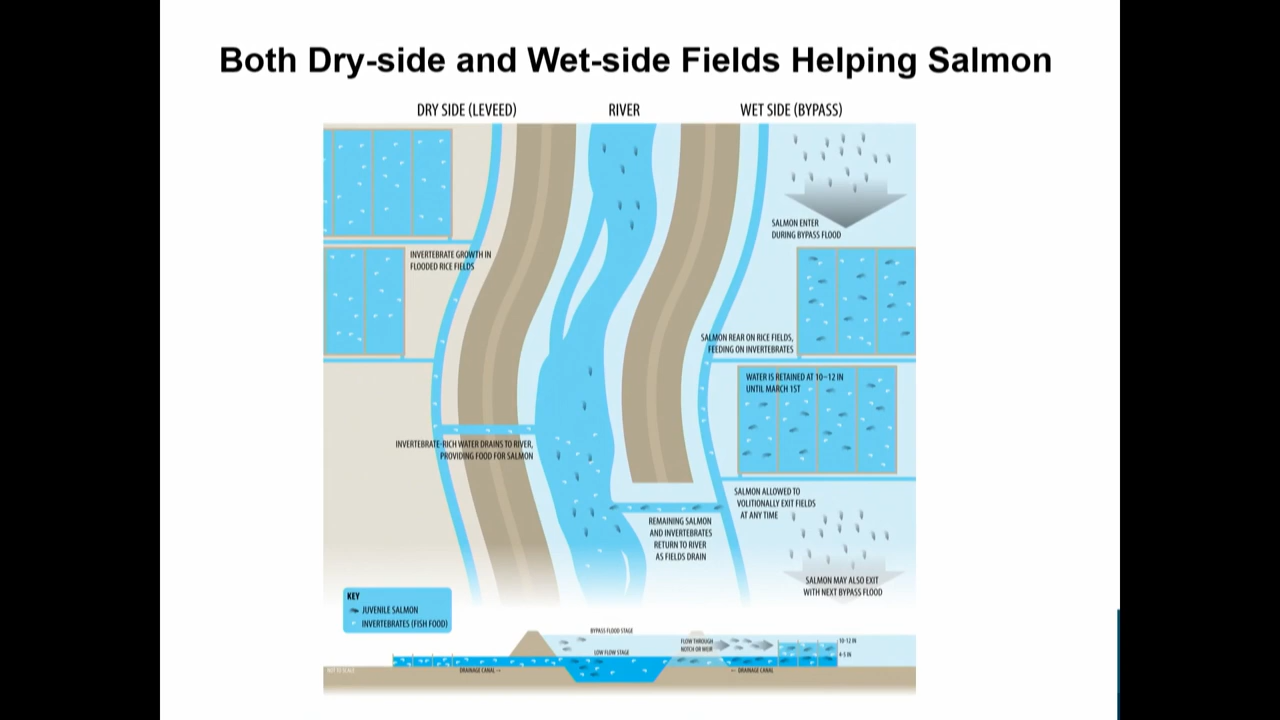 Both Dry-side and Wet-side Fields Helping Salmon
DRY SIDE (LEVEED)
RIVER
WET SIDE (BYPASS)
SALMON ENTER
DURING BYPASS FLOOD
INVERTEBRATE GROWTH IN
FLOODED RICE FIELDS
SALMON REAR ON RICE FIELDS,
FEEDING ON INVERTEBRATES
WATER IS RETAINED AT 10–12 IN
UNTIL MARCH 1ST
INVERTEBRATE-RICH WATER DRAINS TO RIVER,
PROVIDING FOOD FOR SALMON
SALMON ALLOWED TO
VOLITIONALLY EXIT FIELDS
AT ANY TIME
REMAINING SALMON
AND INVERTEBRATES
RETURN TO RIVER
AS FIELDS DRAIN
SALMON MAY ALSO EXIT
WITH NEXT BYPASS FLOOD
KEY
JUVENILE SALMON
INVERTEBRATES (FISH FOOD)
BYPASS FLOOD STAGE
LOW FLOW STAGE
FLOW THROUGH
NOTCH OR WEIR
10-12 IN
4-5 IN
NOT TO SCALE
DRAINAGE CANAL →
← DRAINAGE CANAL